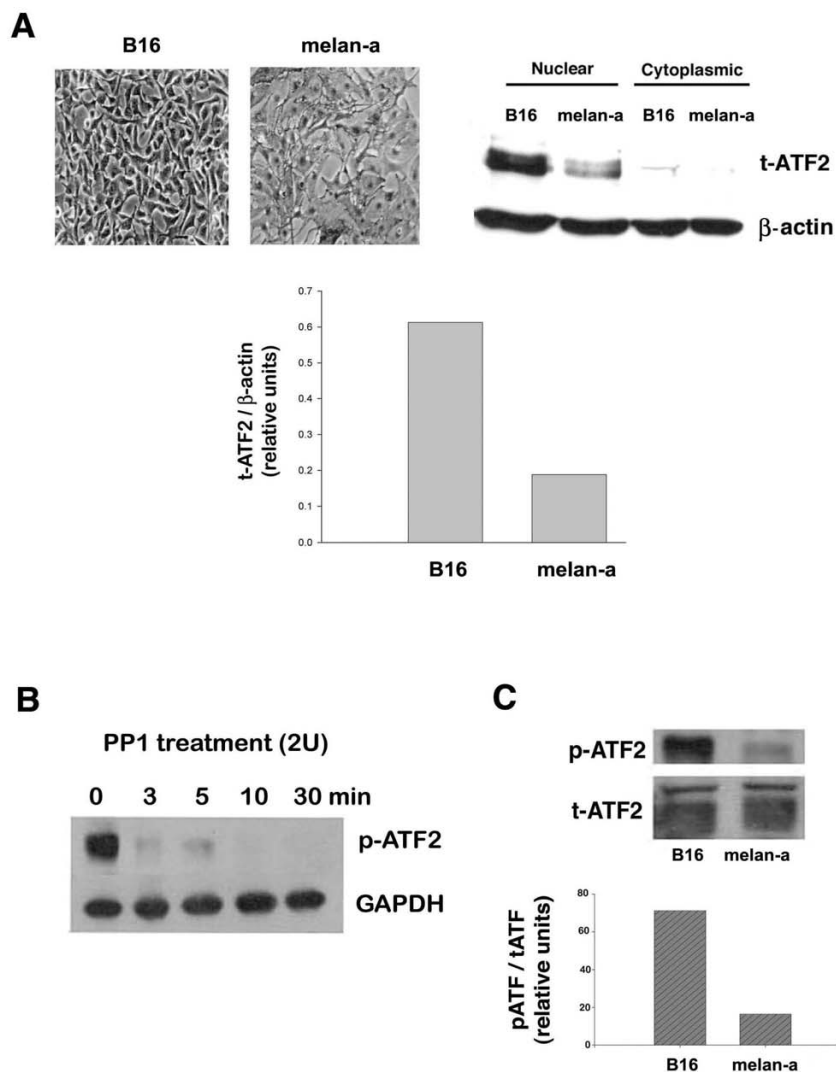 A
B16 melan-a
Nuclear Cytoplasmic
B16 melan-a B16 melan-a
t-ATF2
β-actin
t-ATF2 / β-actin
(relative units)
0.7
0.6
0.5
0.4
0.3
0.2
0.1
0.0
B16 melan-a
B
PP1 treatment (2U)
0 3 5 10 30 min
p-ATF2
GAPDH
C
p-ATF2
t-ATF2
B16 melan-a
pATF / tATF
(relative units)
80
60
40
20
0
B16 melan-a